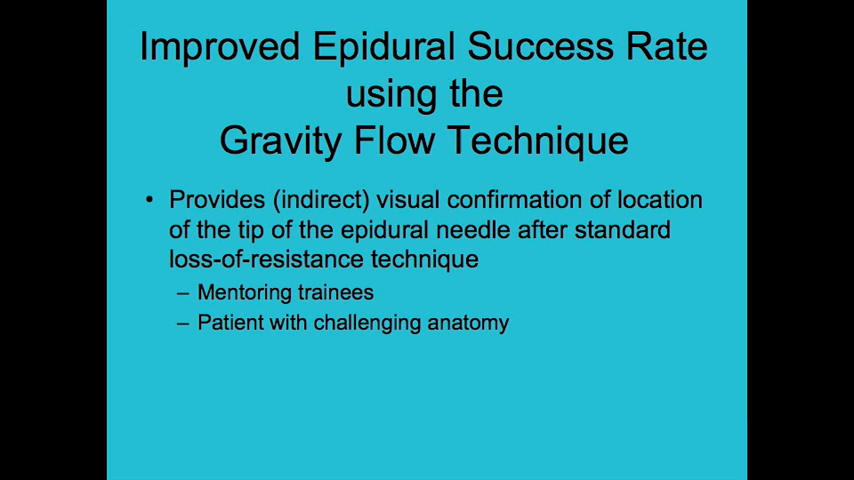 Improved Epidural Success Rate
using the
Gravity Flow Technique
• Provides (indirect) visual confirmation of location
of the tip of the epidural needle after standard
loss-of-resistance technique
– Mentoring trainees
– Patient with challenging anatomy